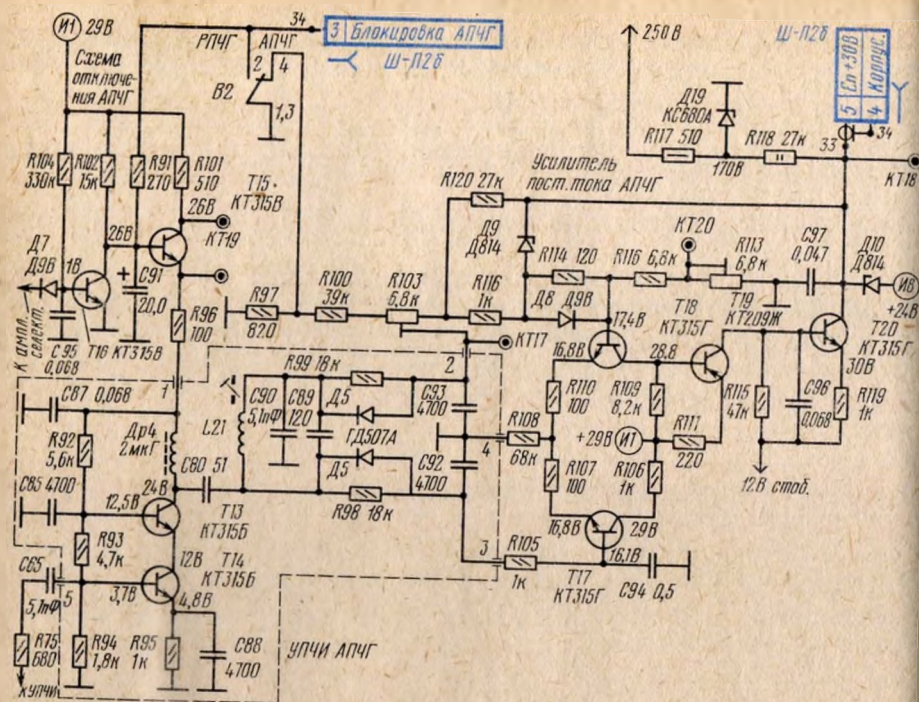 И1 29В
34
3 Блокировка АПЧГ
Ш-П2б
РПЧГ АПЧГ
2 4
В2
1,3
Схема
отключе-
ния АПЧГ
250В
Ш-П2б
5 Еп+30В
4 Корпус.
34
33
Д19
КС680А
R117 510
170В
R118 27к
КТ18
R104
330к
R102
15к
R91
270
R101
510
Т15
КТ315В
26В
КТ19
26В
Д7
Д9В
1В
С91
20,0
+
К ампл.
селект.
С95
0,068
Т16
КТ315В
R96
100
R97
820
R100
39к
R103
6,8к
R116
1к
R120 27к
Усилитель
пост. тока АПЧГ
Д9
Д814
R114 120
Д8 Д9В
R116 6,8к
КТ20
R113
6,8к
С97
0,047
Д10
Д814
И8
+24В
Т18
КТ315Г
Т19
КТ209Ж
Т20
КТ315Г
30В
17,4В
16,8В
28.8
КТ17
2
1
С87 0,068
R92
5,6к
Др4
2мкГ
L21
С90
5,1пФ
С89
120
R99 18к
Д5
ГД507А
Д5
С93
4700
С92
4700
4
R108
68к
R110
100
R109
8,2к
+29В И1
R111
220
R107
100
R106
1к
R115
47к
С96
0,068
R119
1к
12В стаб.
С85 4700
С80 51
24В
12,5В
Т13
КТ315Б
R98 18к
Т14
КТ315Б
12В
R93
4,7к
3
R105
1к
16,8В
29В
16,1В
Т17
КТ315Г
С94 0,5
С65
5,1пФ
5
3,7В
4,8В
R75
680
R94
1,8к
R95
1к
С88
4700
УПЧИ АПЧГ
К УПЧИ